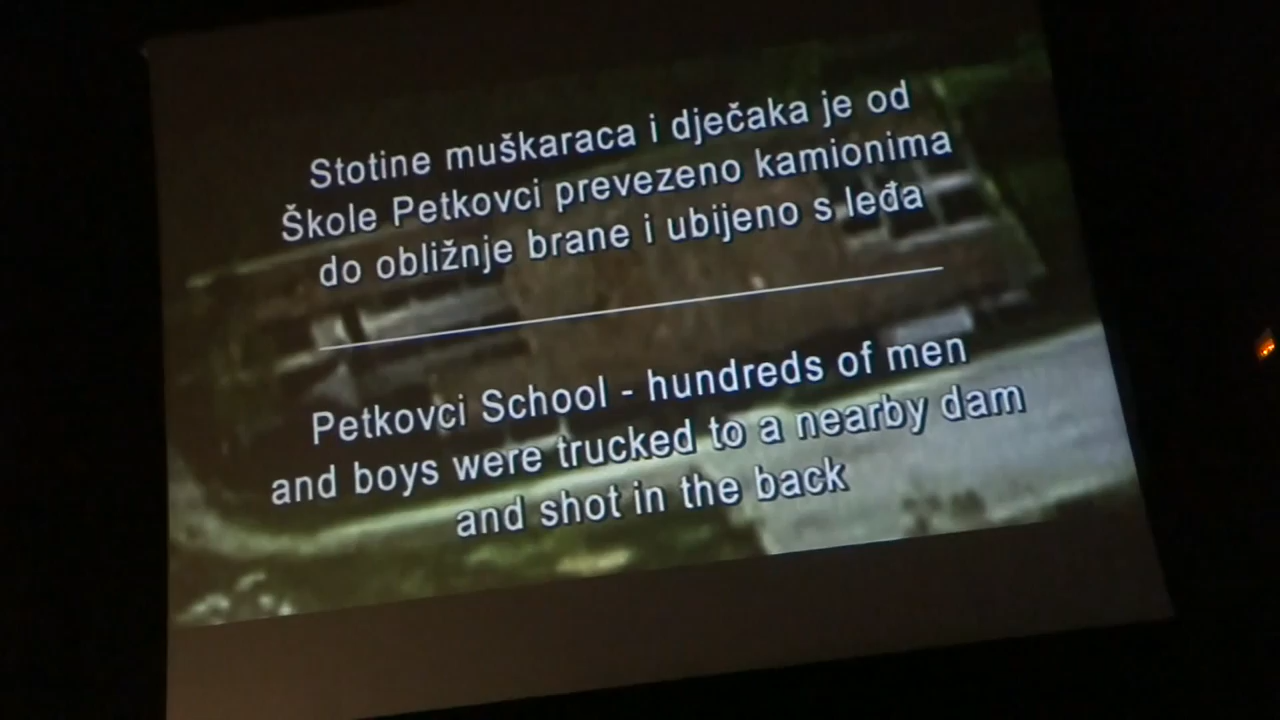 Stotine muškaraca i dječaka je od
Škole Petkovci prevezeno kamionima
do obližnje brane i ubijeno s leđa
Petkovci School - hundreds of men
and boys were trucked to a nearby dam
and shot in the back